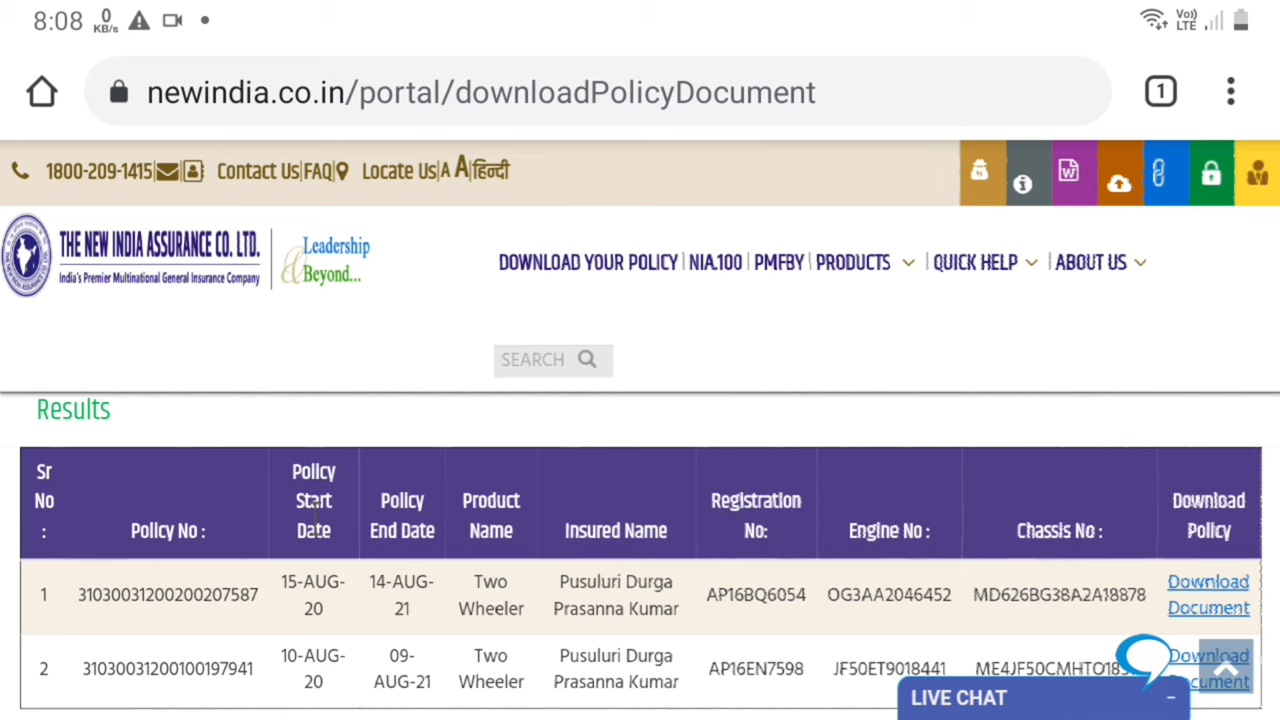 8:08 0 KB/s Vo)) LTE
newindia.co.in/portal/downloadPolicyDocument 1
1800-209-1415| | Contact Us|FAQ| Locate Us|A A|हिन्दी
THE NEW INDIA ASSURANCE CO. LTD.
India's Premier Multinational General Insurance Company
Leadership
& Beyond...
DOWNLOAD YOUR POLICY | NIA.100 | PMFBY | PRODUCTS | QUICK HELP | ABOUT US
SEARCH
Results
Sr No : Policy No : Policy Start Date Policy End Date Product Name Insured Name Registration No: Engine No : Chassis No : Download Policy
1 31030031200200207587 15-AUG-20 14-AUG-21 Two Wheeler Pusuluri Durga Prasanna Kumar AP16BQ6054 OG3AA2046452 MD626BG38A2A18878 Download Document
2 31030031200100197941 10-AUG-20 09-AUG-21 Two Wheeler Pusuluri Durga Prasanna Kumar AP16EN7598 JF50ET9018441 Download
LIVE CHAT –